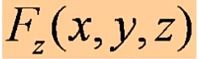 F_z(x, y, z)